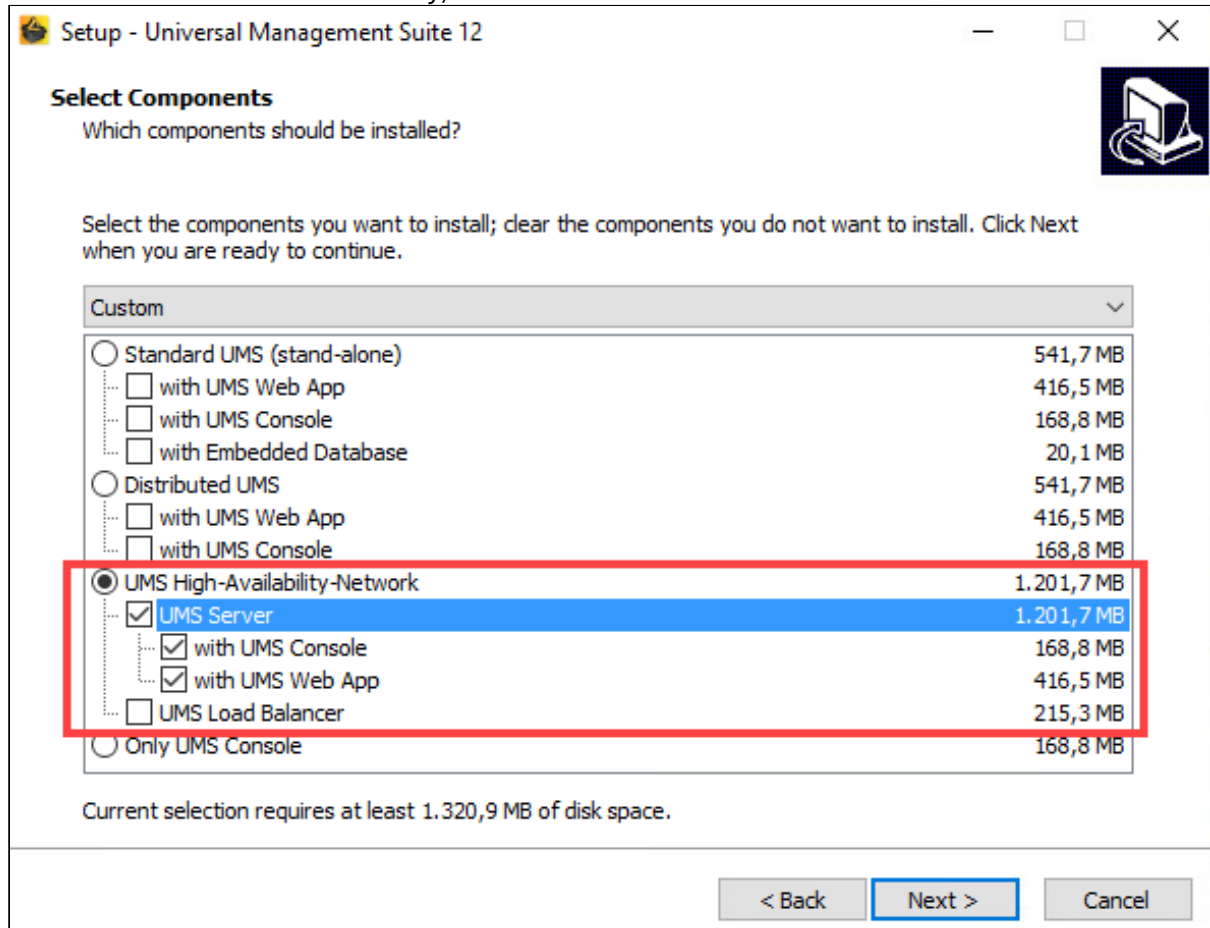 Setup - Universal Management Suite 12
Select Components
Which components should be installed?
Select the components you want to install; clear the components you do not want to install. Click Next
when you are ready to continue.
Custom
Standard UMS (stand-alone) 541,7 MB
with UMS Web App 416,5 MB
with UMS Console 168,8 MB
with Embedded Database 20,1 MB
Distributed UMS 541,7 MB
with UMS Web App 416,5 MB
with UMS Console 168,8 MB
UMS High-Availability-Network 1.201,7 MB
UMS Server 1.201,7 MB
with UMS Console 168,8 MB
with UMS Web App 416,5 MB
UMS Load Balancer 215,3 MB
Only UMS Console 168,8 MB
Current selection requires at least 1.320,9 MB of disk space.
< Back Next > Cancel